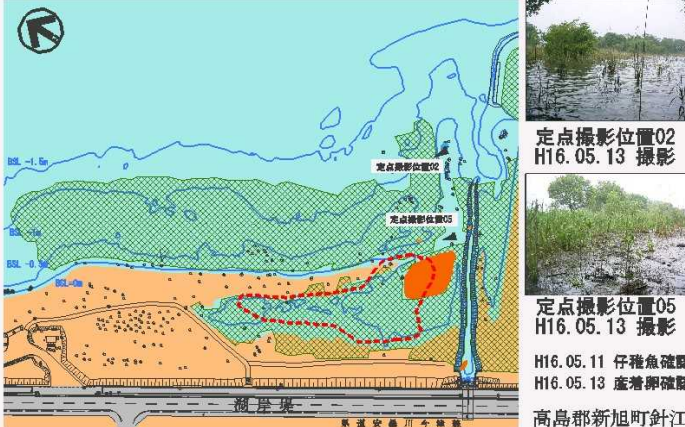 BSL -1.5m
定点撮影位置02
定点撮影位置05
BSL -1m
BSL -0.3m
BSL-0m
湖岸堤
定点撮影位置02
H16.05.13 撮影
定点撮影位置05
H16.05.13 撮影
H16.05.11 仔稚魚確認
H16.05.13 産着卵確認
高島郡新旭町針江